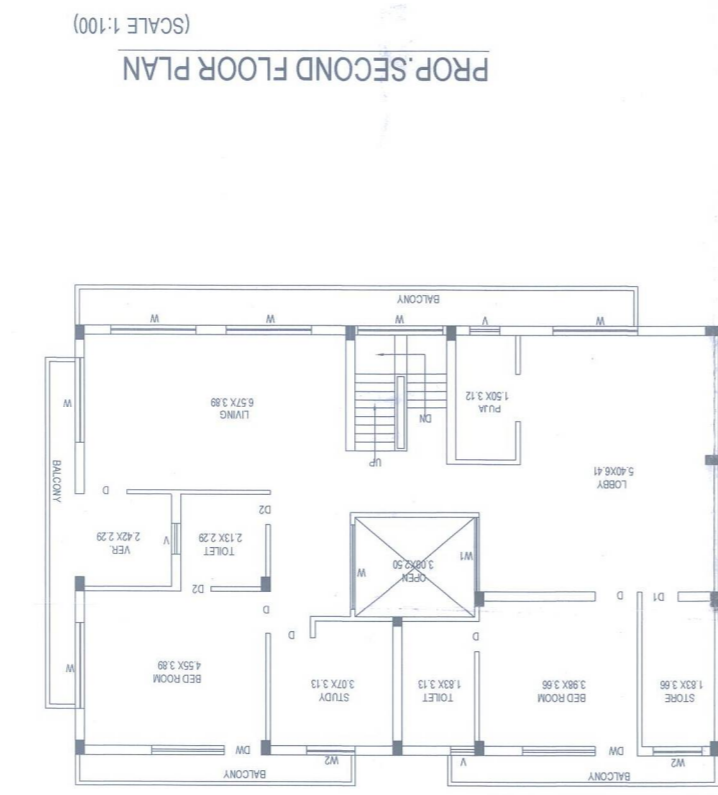 PROP.SECOND FLOOR PLAN
(SCALE 1:100)
STORE
1.83X 3.66
BED ROOM
3.98X 3.66
TOILET
1.83X 3.13
STUDY
3.07X 3.13
BED ROOM
4.55X 3.89
BALCONY
BALCONY
W2
DW
V
W2
DW
W
D1
D
D
D
D
D2
OPEN
3.00X2.50
W1
W
TOILET
2.13X 2.29
V
VER.
2.42X 2.29
D2
D
BALCONY
LOBBY
5.40X6.41
PUJA
1.50X 3.12
UP
DN
LIVING
6.57X 3.89
W
W
V
W
W
W
BALCONY